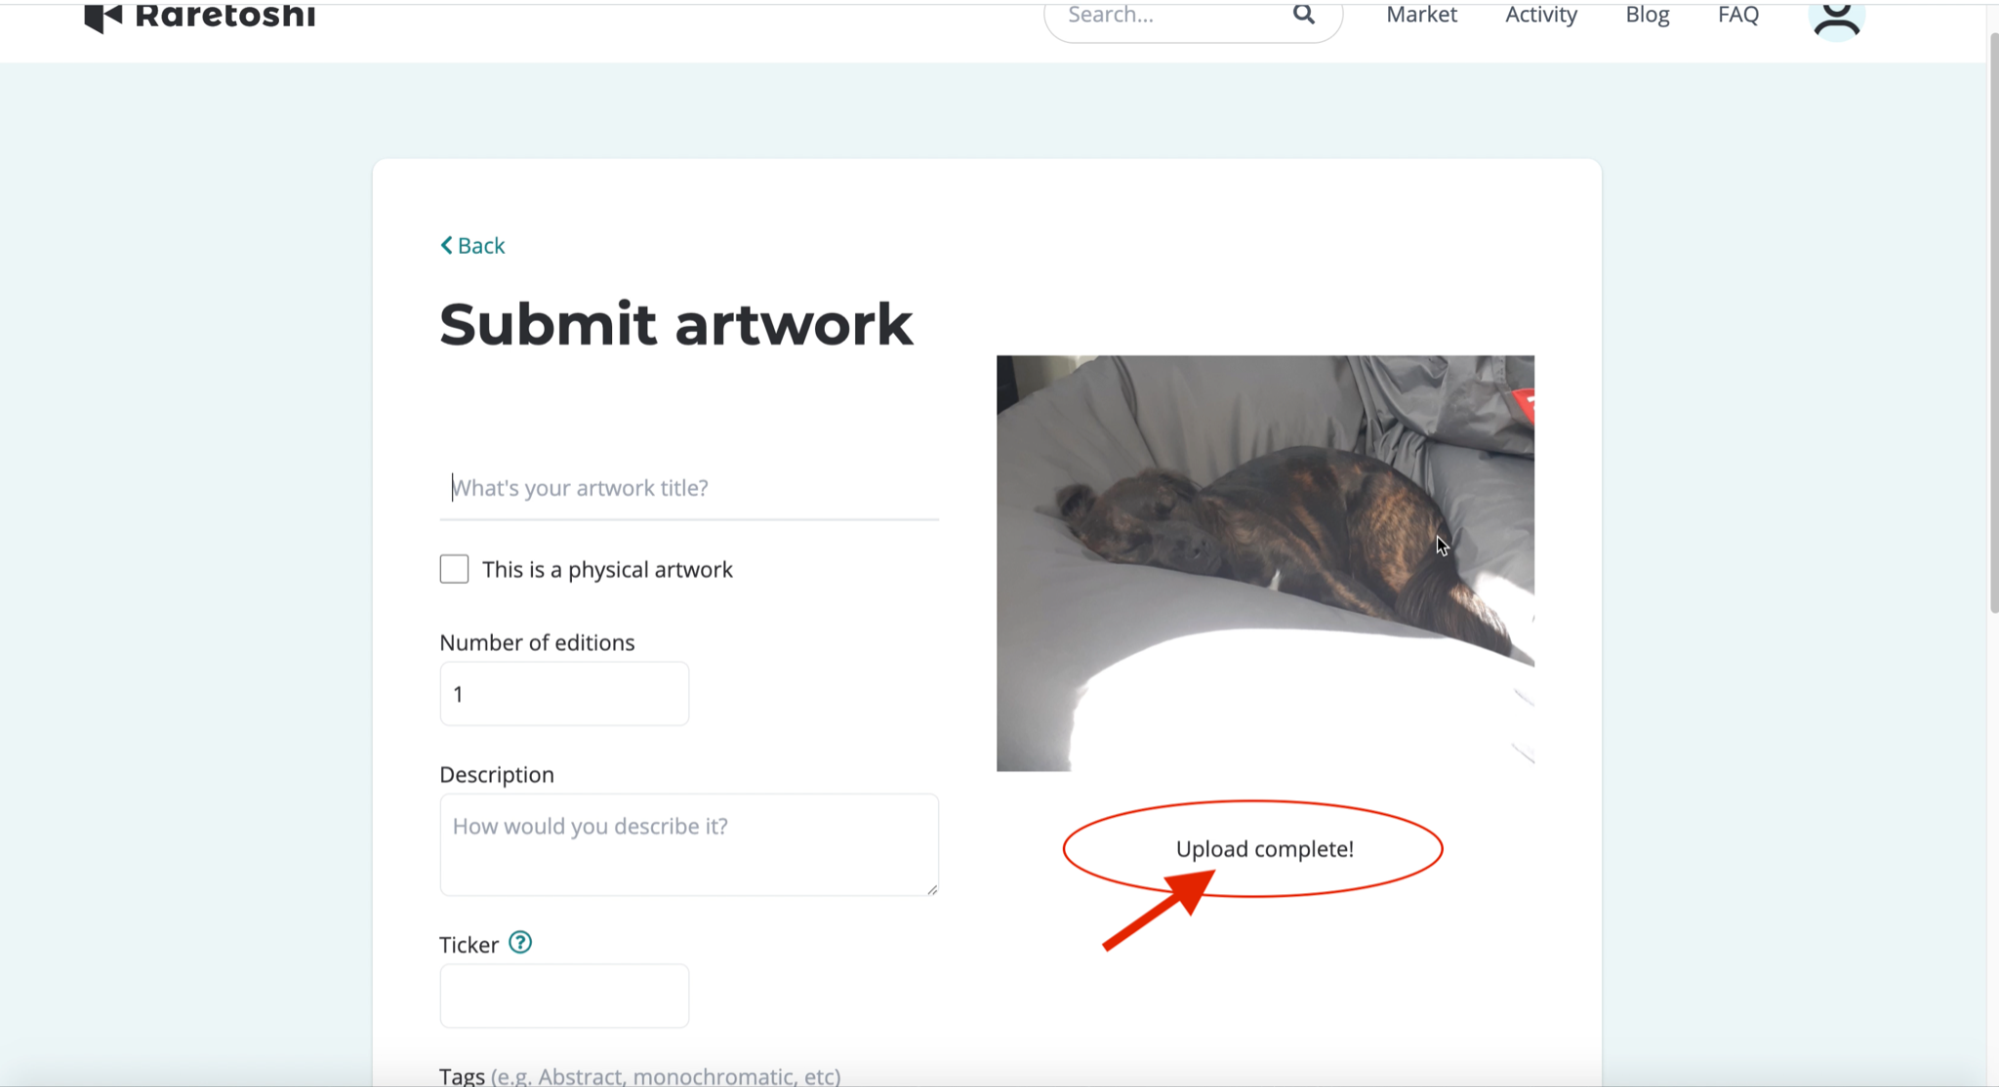 Raretoshi
Search...
Market
Activity
Blog
FAQ
Back
Submit artwork
What's your artwork title?
This is a physical artwork
Number of editions
1
Description
How would you describe it?
Ticker ?
Tags (e.g. Abstract, monochromatic, etc)
Upload complete!